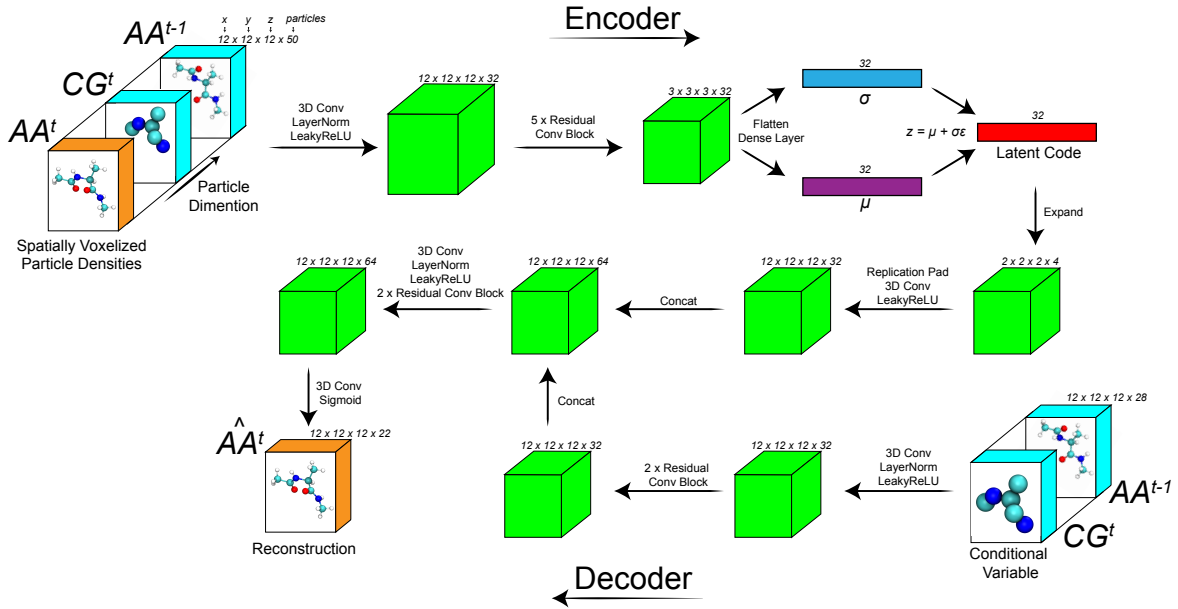 Encoder
x y z particles
12 x 12 x 12 x 50
AA^t-1
CG^t
AA^t
Particle
Dimention
Spatially Voxelized
Particle Densities
3D Conv
LayerNorm
LeakyReLU
12 x 12 x 12 x 32
5 x Residual
Conv Block
3 x 3 x 3 x 32
Flatten
Dense Layer
32
σ
32
μ
z = μ + σε
32
Latent Code
Expand
2 x 2 x 2 x 4
Replication Pad
3D Conv
LeakyReLU
12 x 12 x 12 x 32
Concat
12 x 12 x 12 x 64
3D Conv
LayerNorm
LeakyReLU
2 x Residual Conv Block
12 x 12 x 12 x 64
3D Conv
Sigmoid
ÂA^t
12 x 12 x 12 x 22
Reconstruction
Concat
12 x 12 x 12 x 32
2 x Residual
Conv Block
12 x 12 x 12 x 32
3D Conv
LayerNorm
LeakyReLU
12 x 12 x 12 x 28
AA^t-1
CG^t
Conditional
Variable
Decoder